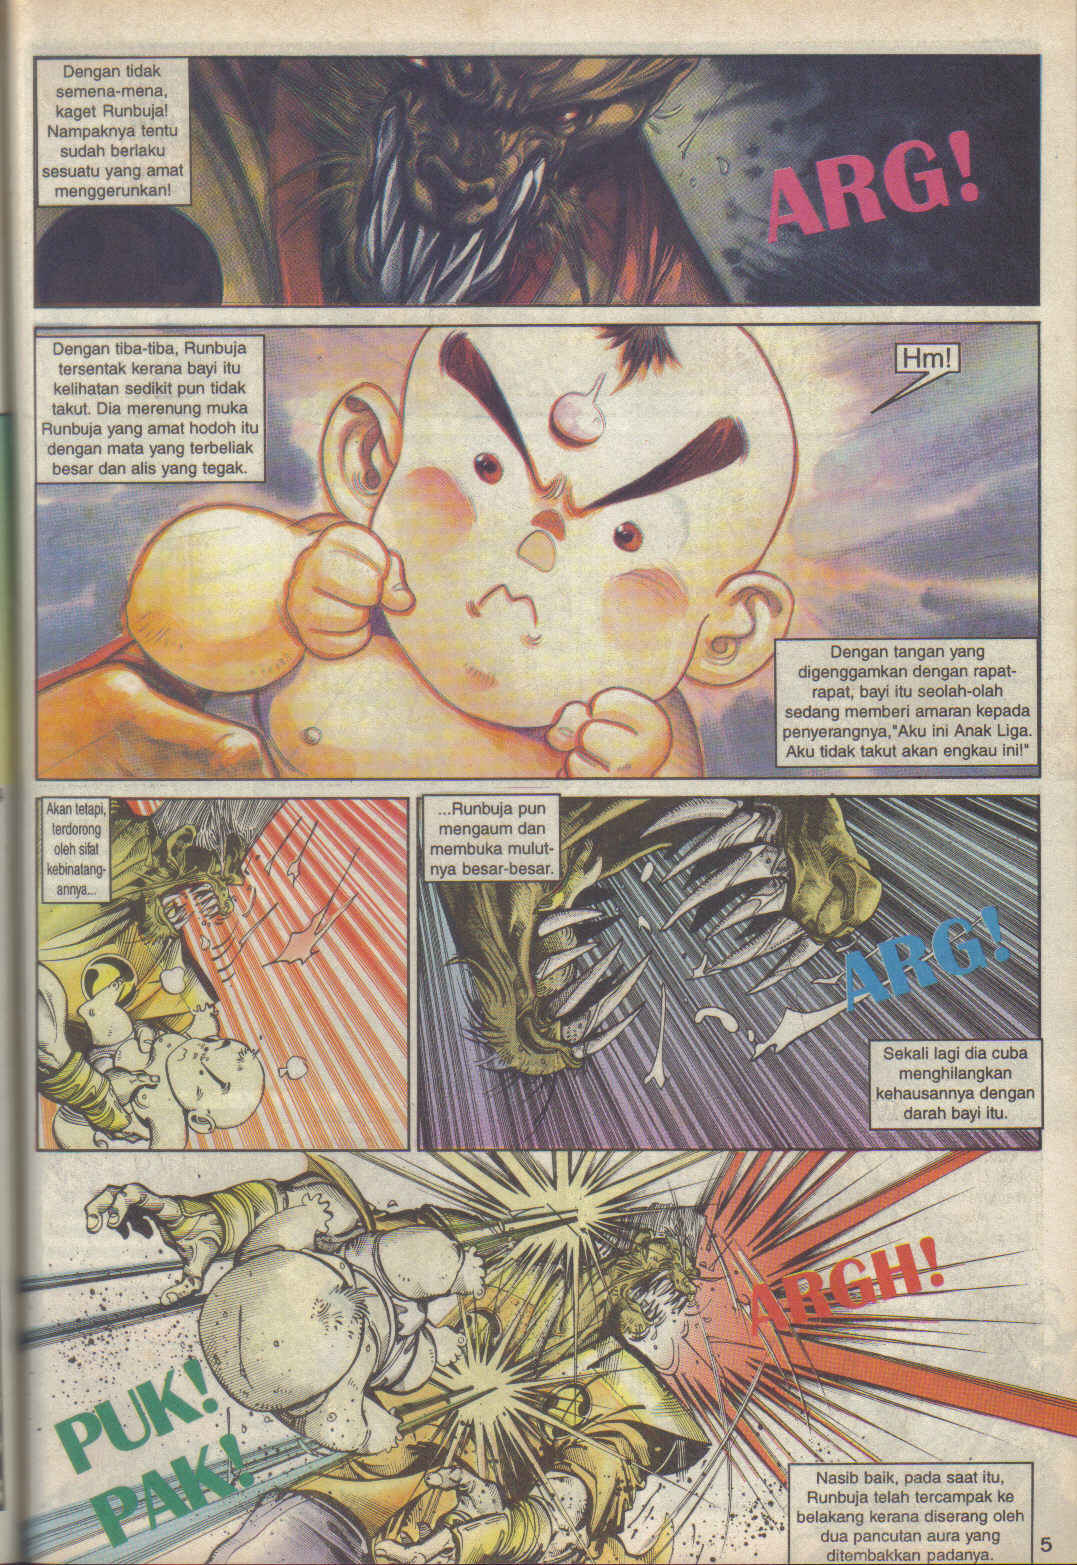 Dengan tidak
semena-mena,
kaget Runbuja!
Nampaknya tentu
sudah berlaku
sesuatu yang amat
menggerunkan!
ARG!
Dengan tiba-tiba, Runbuja
tersentak kerana bayi itu
kelihatan sedikit pun tidak
takut. Dia merenung muka
Runbuja yang amat hodoh itu
dengan mata yang terbeliak
besar dan alis yang tegak.
Hm!
Dengan tangan yang
digenggamkan dengan rapat-
rapat, bayi itu seolah-olah
sedang memberi amaran kepada
penyerangnya,"Aku ini Anak Liga.
Aku tidak takut akan engkau ini!"
Akan tetapi,
terdorong
oleh sifat
kebinatang-
annya...
...Runbuja pun
mengaum dan
membuka mulut-
nya besar-besar.
ARG!
Sekali lagi dia cuba
menghilangkan
kehausannya dengan
darah bayi itu.
ARGH!
PUK!
PAK!
Nasib baik, pada saat itu,
Runbuja telah tercampak ke
belakang kerana diserang oleh
dua pancutan aura yang
ditembakkan padanya.
5